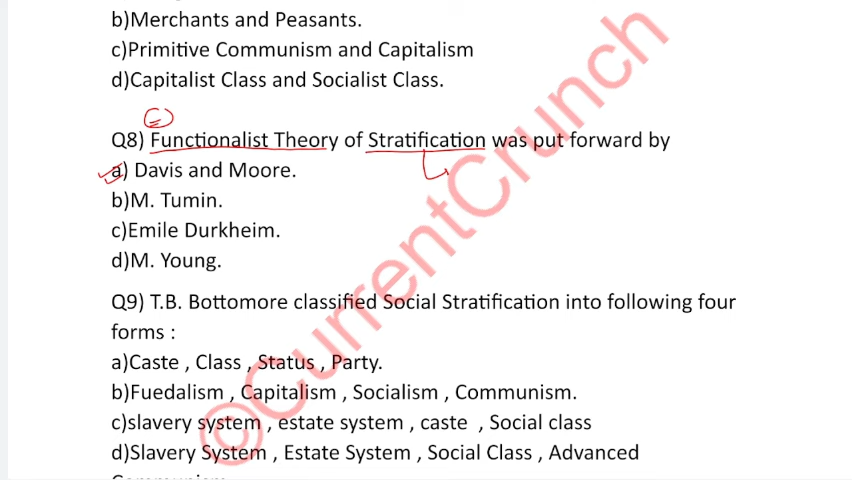 b)Merchants and Peasants.
c)Primitive Communism and Capitalism
d)Capitalist Class and Socialist Class.
Q8) Functionalist Theory of Stratification was put forward by
a) Davis and Moore.
b)M. Tumin.
c)Emile Durkheim.
d)M. Young.
Q9) T.B. Bottomore classified Social Stratification into following four
forms :
a)Caste , Class , Status , Party.
b)Fuedalism , Capitalism , Socialism , Communism.
c)slavery system , estate system , caste , Social class
d)Slavery System , Estate System , Social Class , Advanced
©CurrentCrunch